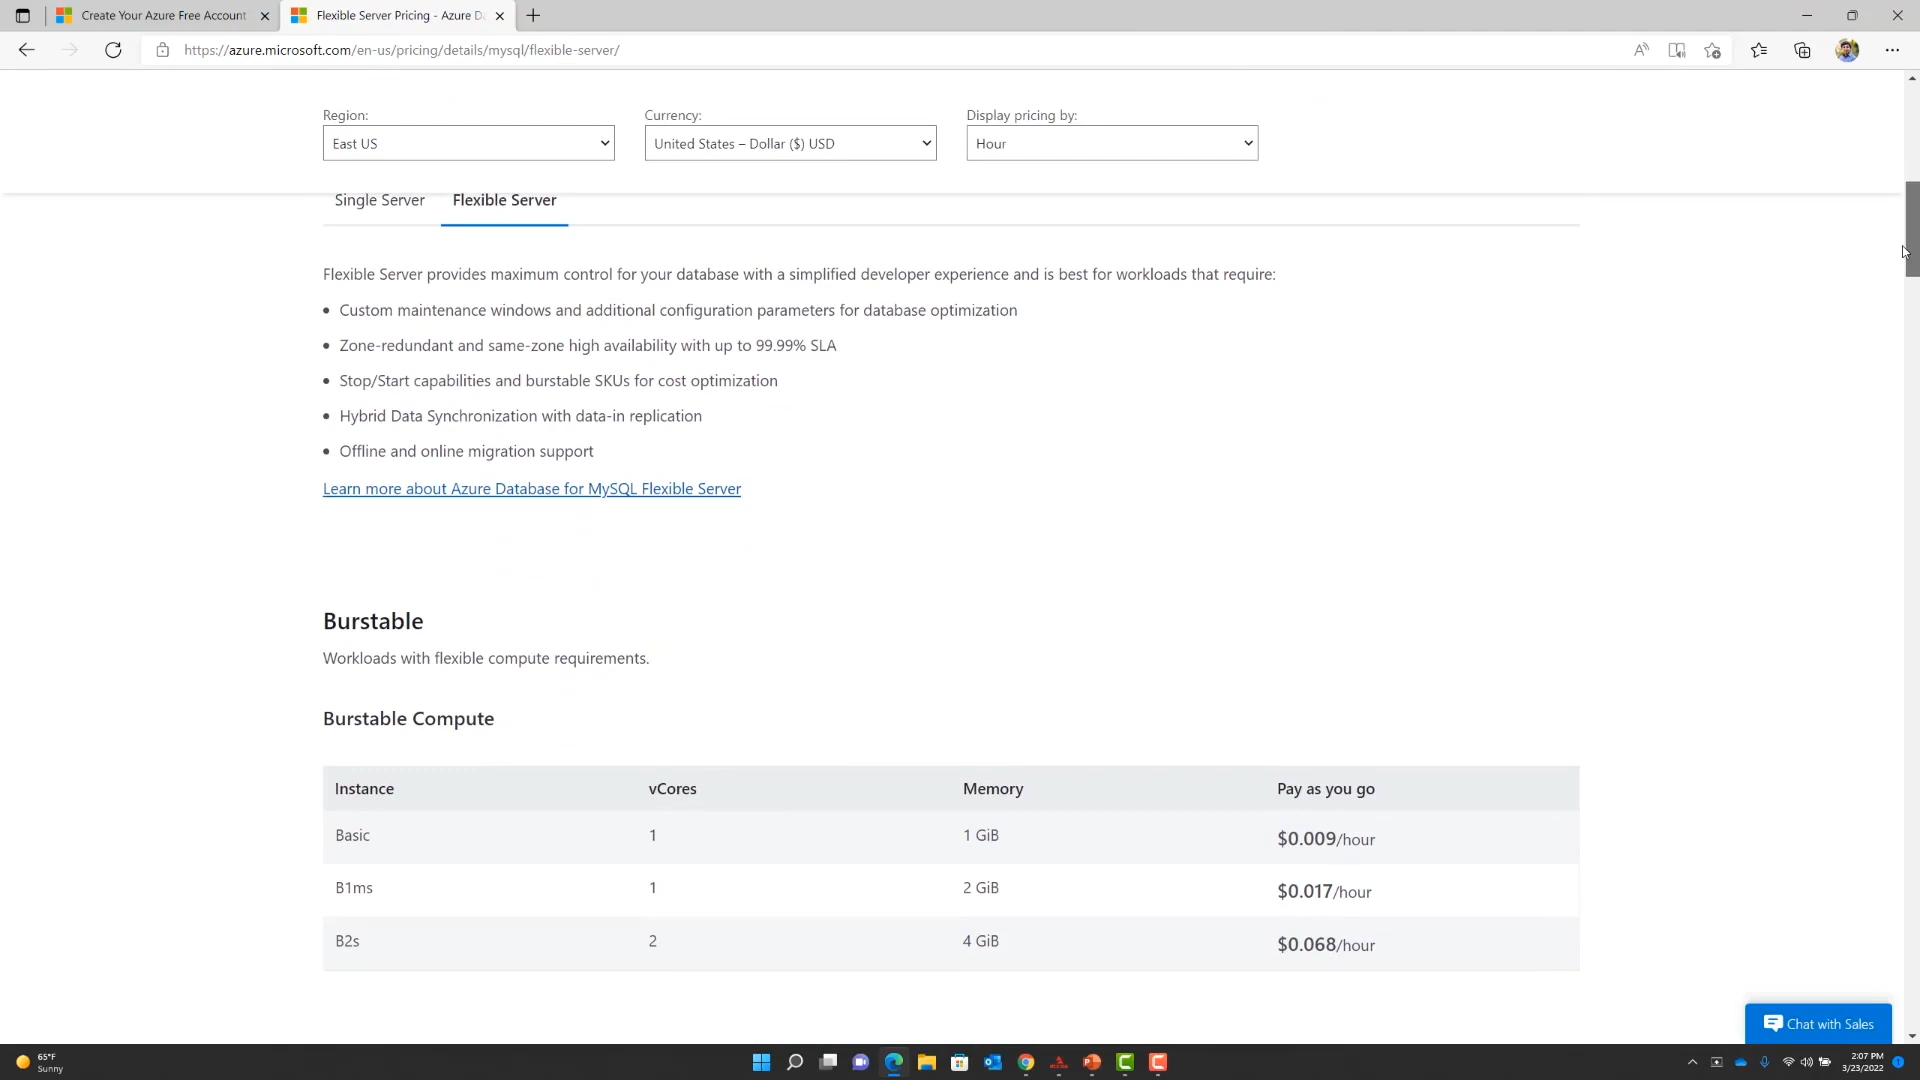 Create Your Azure Free Account
Flexible Server Pricing - Azure Da
https://azure.microsoft.com/en-us/pricing/details/mysql/flexible-server/
Region:
Currency:
Display pricing by:
East US
United States – Dollar ($) USD
Hour
Single Server
Flexible Server
Flexible Server provides maximum control for your database with a simplified developer experience and is best for workloads that require:
• Custom maintenance windows and additional configuration parameters for database optimization
• Zone-redundant and same-zone high availability with up to 99.99% SLA
• Stop/Start capabilities and burstable SKUs for cost optimization
• Hybrid Data Synchronization with data-in replication
• Offline and online migration support
Learn more about Azure Database for MySQL Flexible Server
Burstable
Workloads with flexible compute requirements.
Burstable Compute
Instance vCores Memory Pay as you go
Basic 1 1 GiB $0.009/hour
B1ms 1 2 GiB $0.017/hour
B2s 2 4 GiB $0.068/hour
Chat with Sales
65°F
Sunny
2:07 PM
3/23/2022